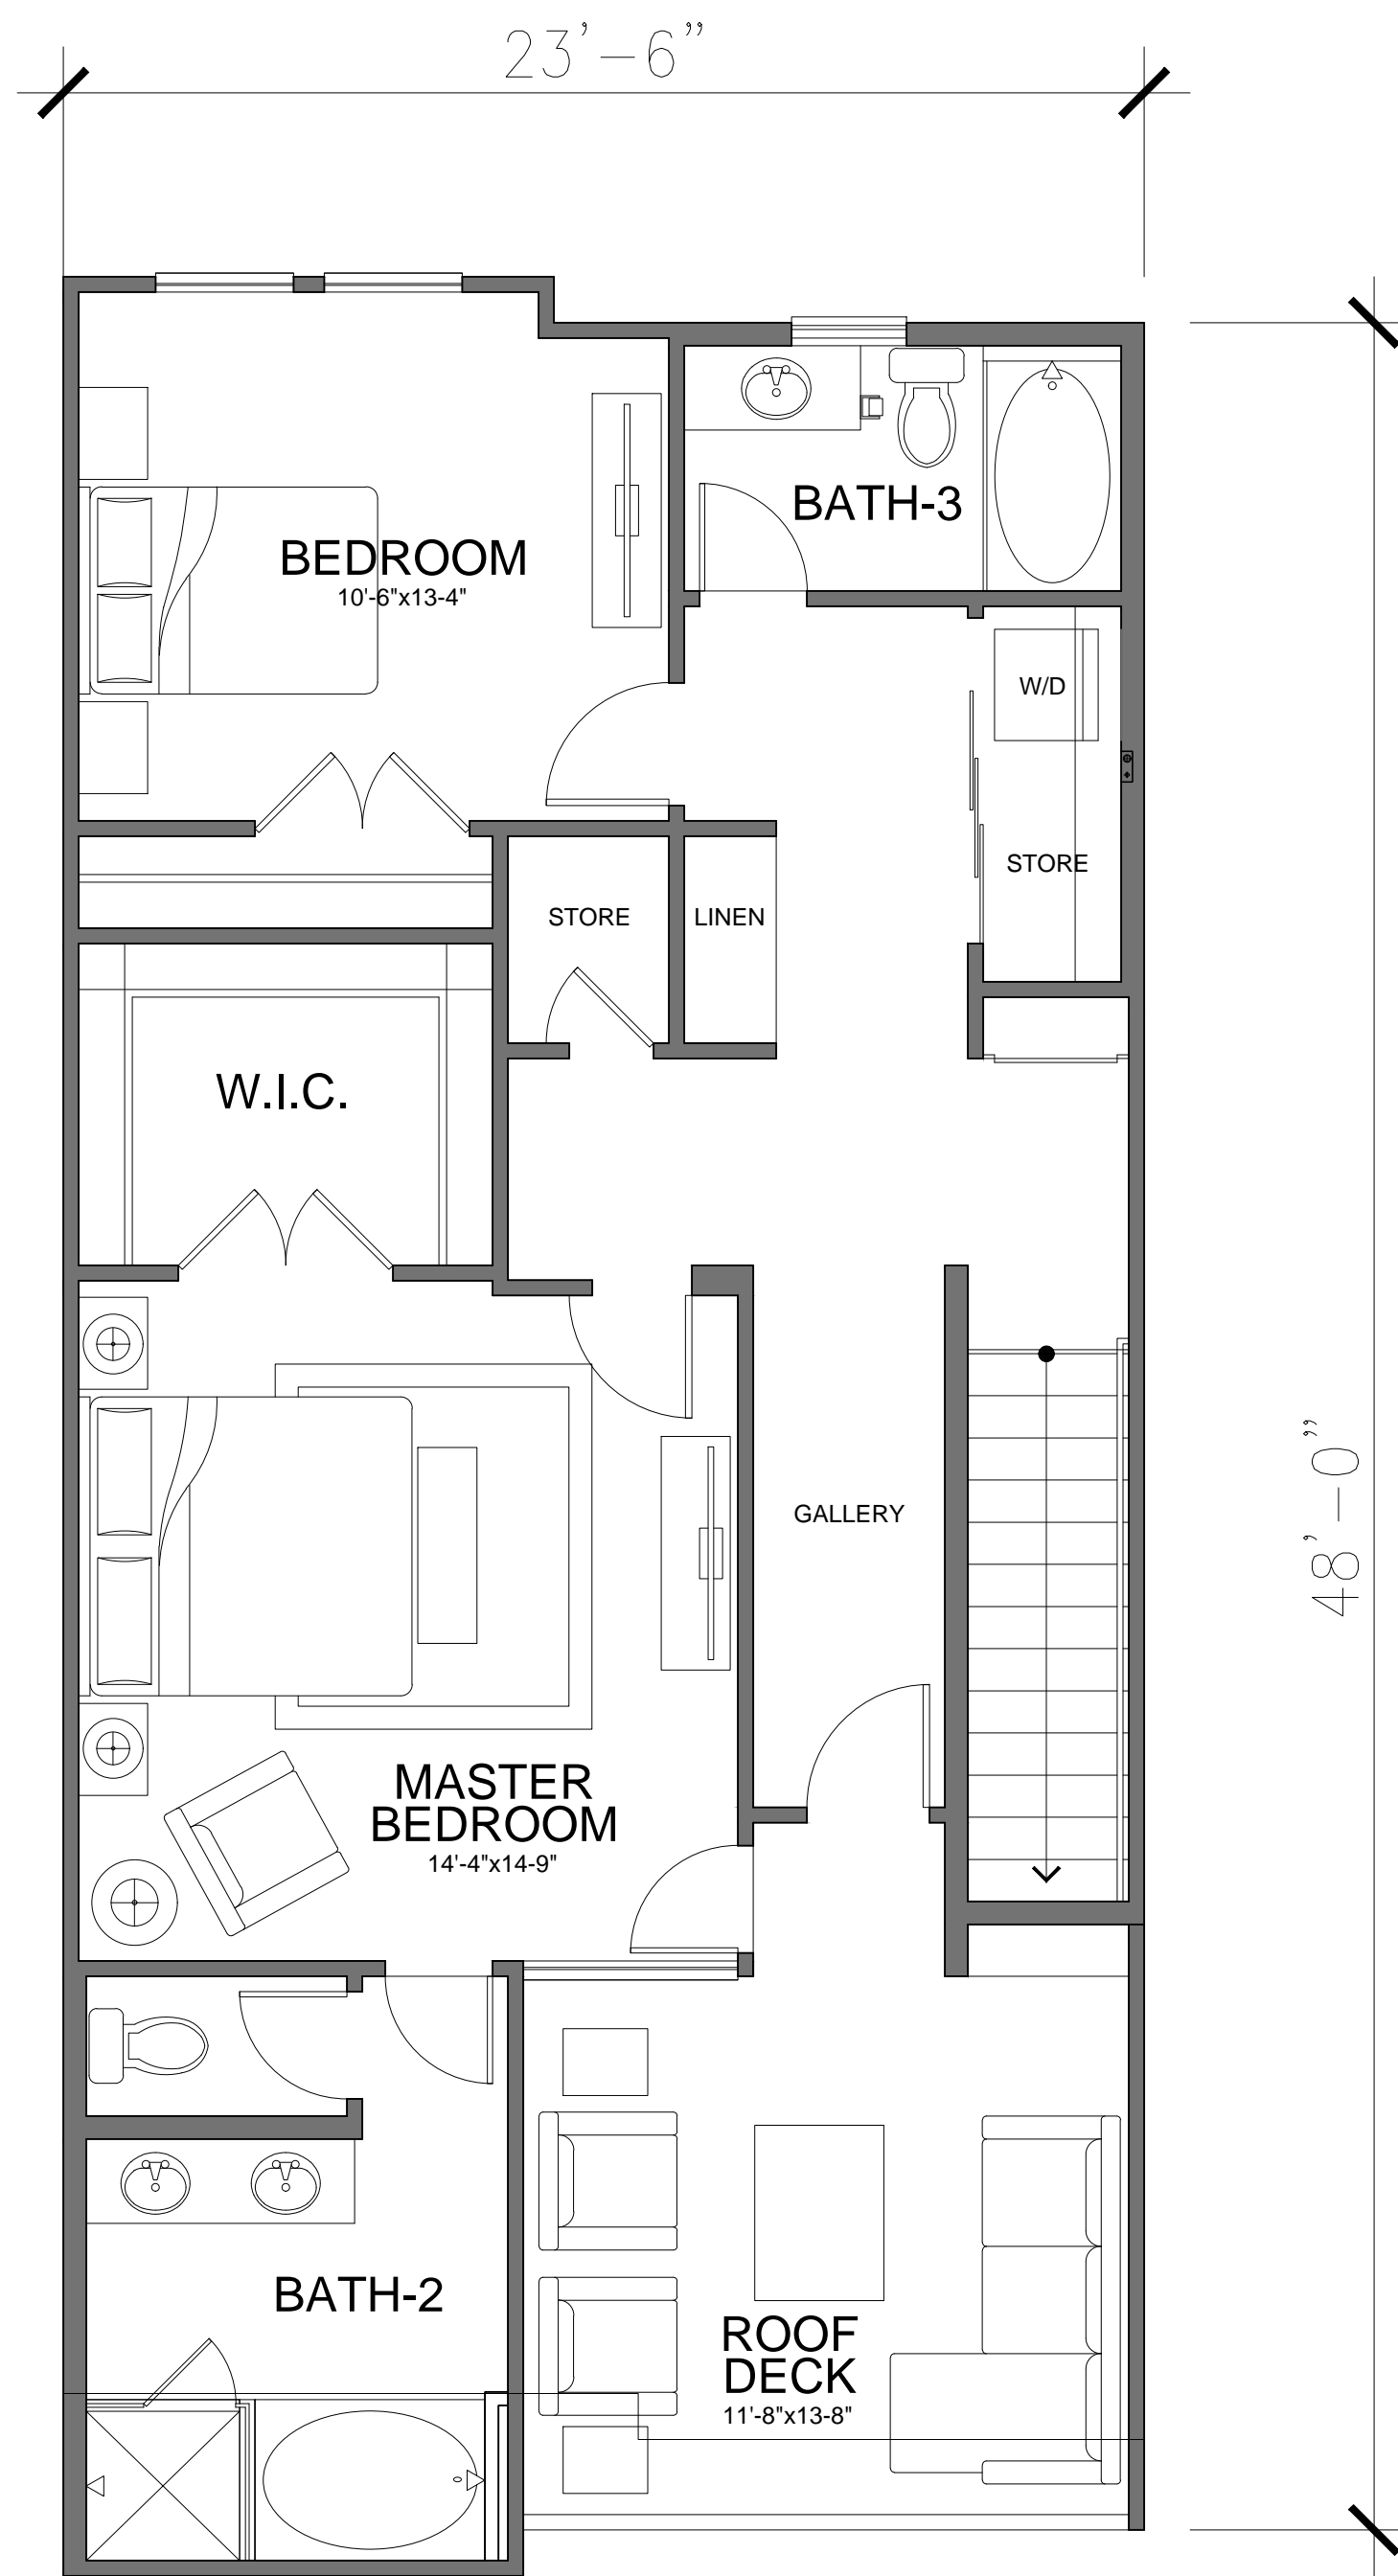 23’-6”
BEDROOM
10'-6"x13-4"
BATH-3
W/D
STORE
STORE
LINEN
W.I.C.
GALLERY
48’-0”
MASTER
BEDROOM
14'-4"x14-9"
BATH-2
ROOF
DECK
11'-8"x13-8"